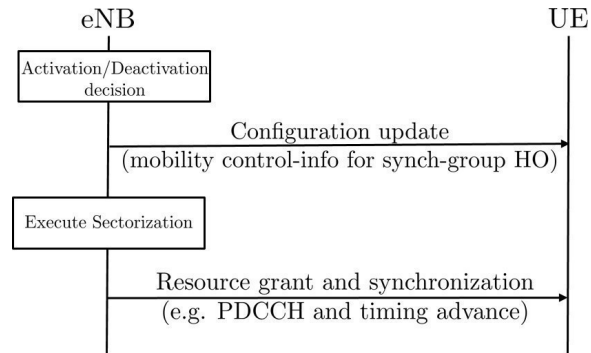 eNB
UE
Activation/Deactivation
decision
Configuration update
(mobility control-info for synch-group HO)
Execute Sectorization
Resource grant and synchronization
(e.g. PDCCH and timing advance)